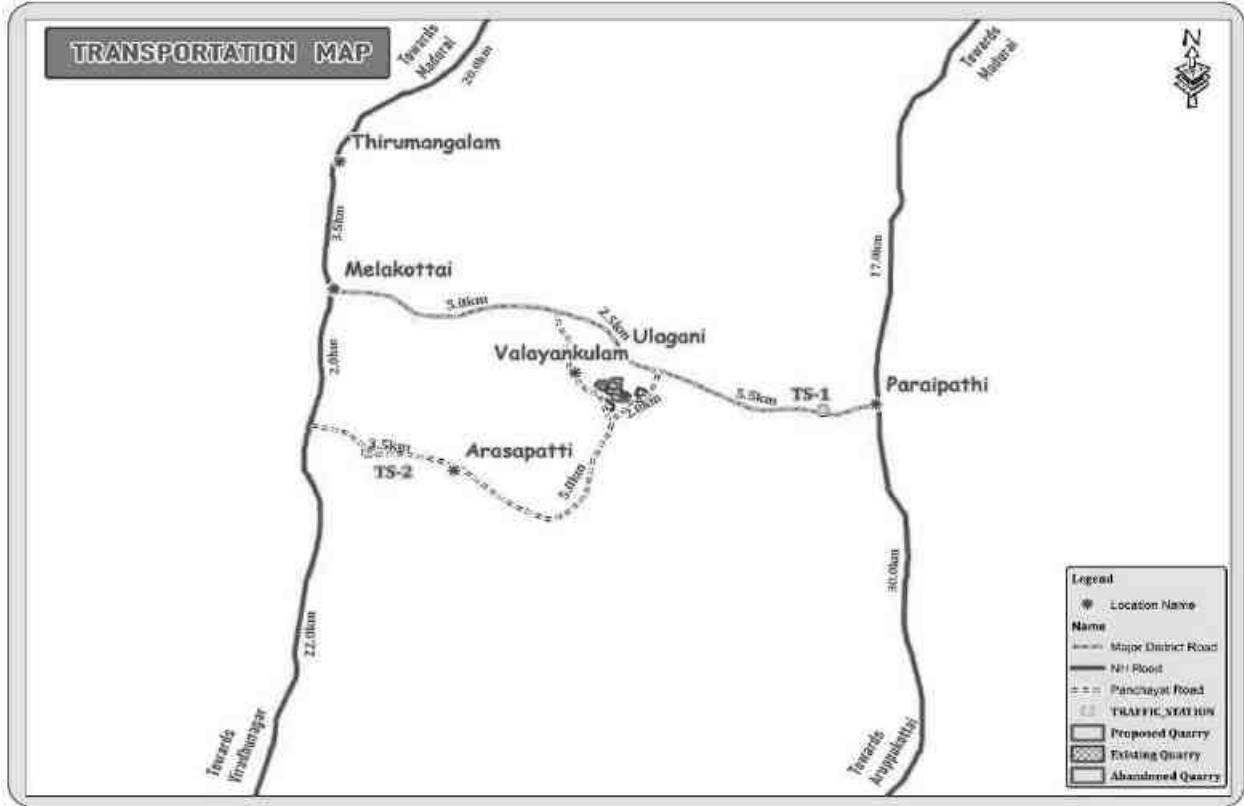 TRANSPORTATION MAP
Towards
Madurai
20.0km
Towards
Madurai
N
Thirumangalam
3.5km
Melakottai
17.0km
5.0km
2.5km
Ulagani
2.0km
Valayankulam
Paraipathi
2.0km
5.5km
TS-1
3.5km
Arasapatti
TS-2
5.0km
30.0km
22.0km
Towards
Virudhunagar
Towards
Aruppukottai
Legend
Location Name
Name
Major District Road
NH Road
Panchayat Road
TRAFFIC_STATION
Proposed Quarry
Existing Quarry
Abandoned Quarry